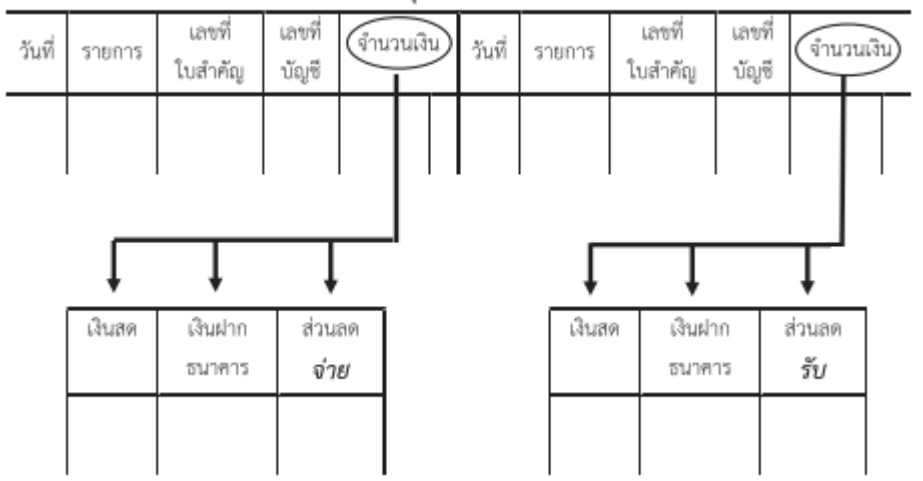 วันที่ รายการ เลขที่ เลขที่ จำนวนเงิน วันที่ รายการ เลขที่ เลขที่ จำนวนเงิน
ใบสำคัญ บัญชี ใบสำคัญ บัญชี
เงินสด เงินฝาก ส่วนลด เงินสด เงินฝาก ส่วนลด
ธนาคาร จ่าย ธนาคาร รับ